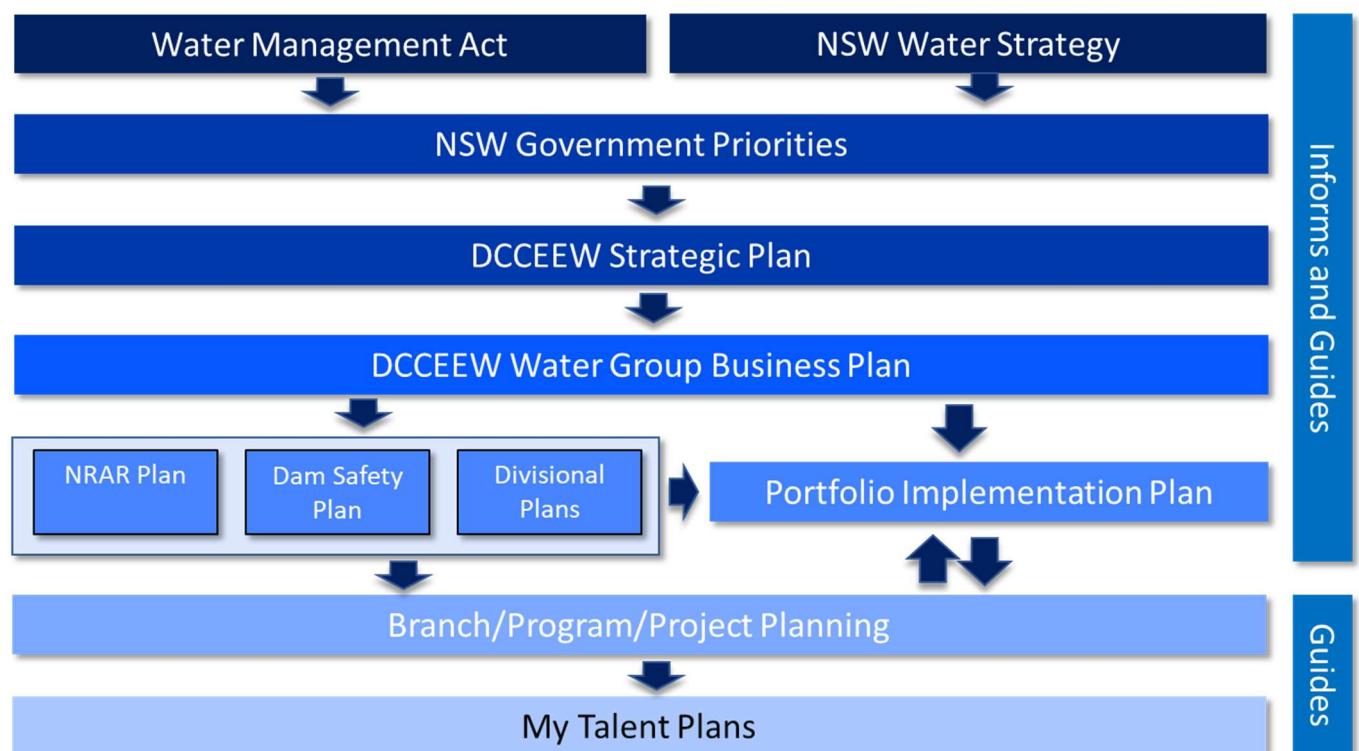 Water Management Act
NSW Water Strategy
NSW Government Priorities
DCCEEW Strategic Plan
DCCEEW Water Group Business Plan
NRAR Plan
Dam Safety
Plan
Divisional
Plans
Portfolio Implementation Plan
Branch/Program/Project Planning
My Talent Plans
Informs and Guides
Guides